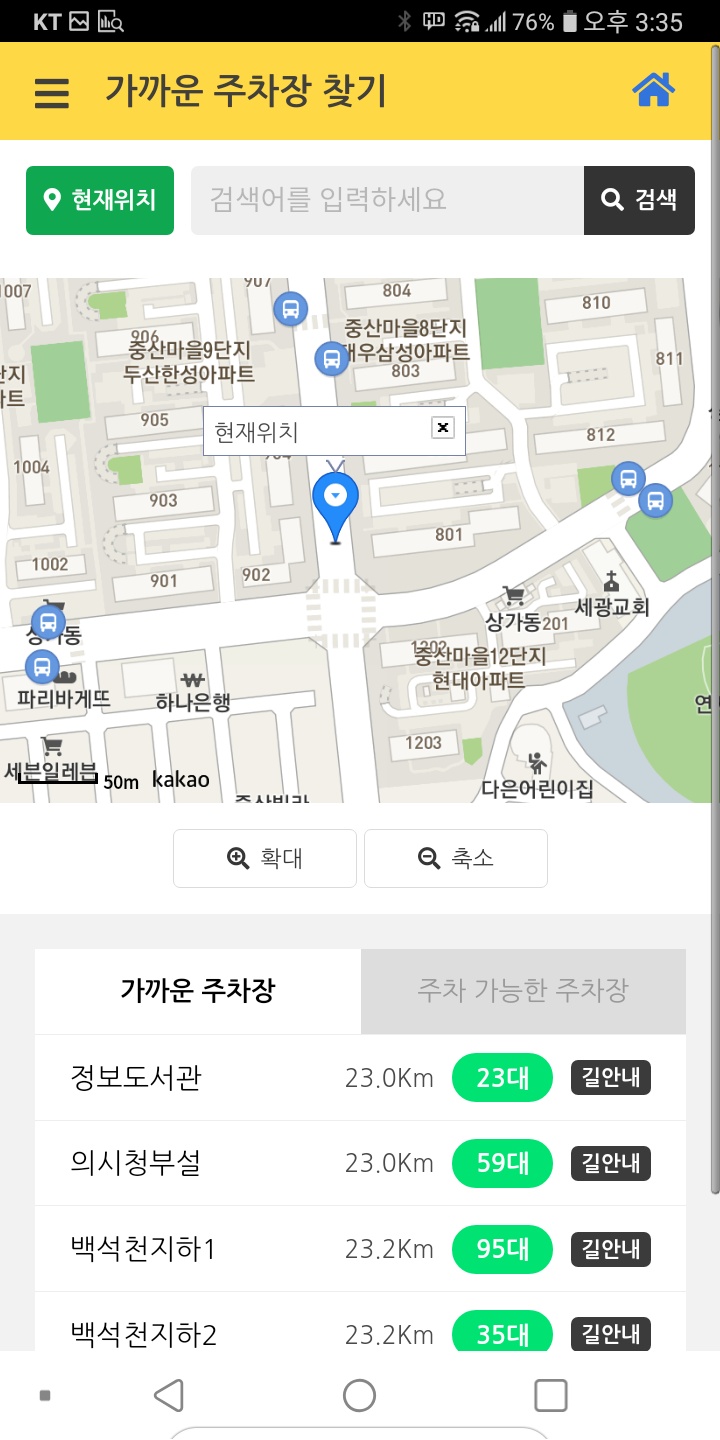 KT
76% 오후 3:35
가까운 주차장 찾기
현재위치
검색어를 입력하세요
검색
1007
907
804
810
906
중산마을9단지
두산한성아파트
중산마을8단지
대우삼성아파트
803
811
905
812
현재위치
1004
903
801
1002
901
902
세광교회
상가동
201
상가동
1202
중산마을12단지
현대아파트
파리바게뜨
하나은행
1203
세븐일레븐
다은어린이집
50m kakao
중산빌라
확대
축소
가까운 주차장
주차 가능한 주차장
정보도서관 23.0Km 23대 길안내
의시청부설 23.0Km 59대 길안내
백석천지하1 23.2Km 95대 길안내
백석천지하2 23.2Km 35대 길안내